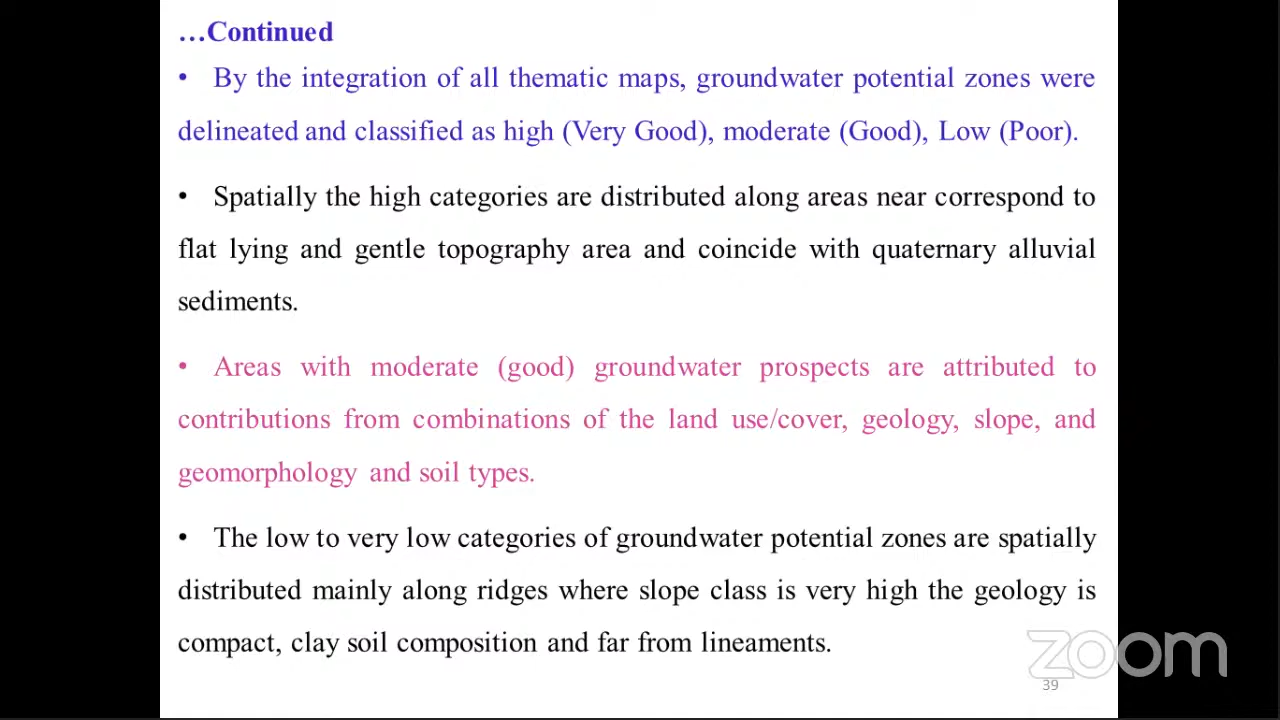 …Continued
• By the integration of all thematic maps, groundwater potential zones were
delineated and classified as high (Very Good), moderate (Good), Low (Poor).
• Spatially the high categories are distributed along areas near correspond to
flat lying and gentle topography area and coincide with quaternary alluvial
sediments.
• Areas with moderate (good) groundwater prospects are attributed to
contributions from combinations of the land use/cover, geology, slope, and
geomorphology and soil types.
• The low to very low categories of groundwater potential zones are spatially
distributed mainly along ridges where slope class is very high the geology is
compact, clay soil composition and far from lineaments.
zoom
39